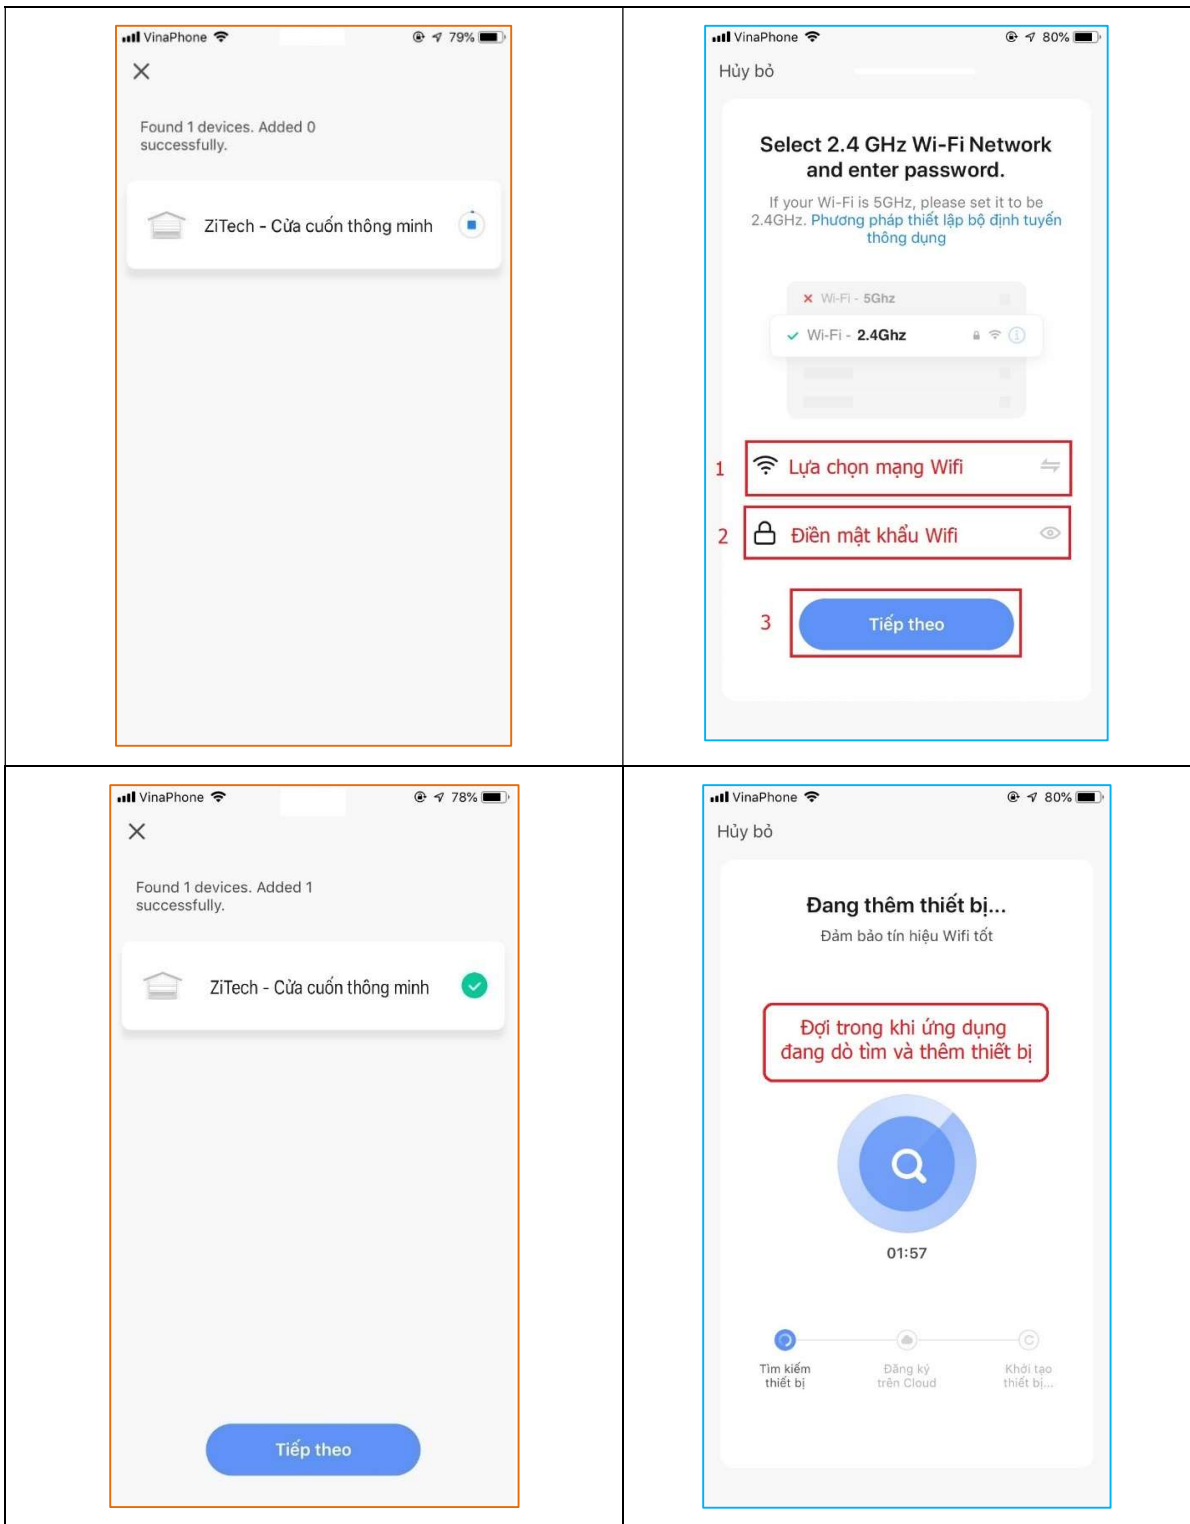 VinaPhone 79%
Found 1 devices. Added 0
successfully.
ZiTech - Cửa cuốn thông minh
VinaPhone 80%
Hủy bỏ
Select 2.4 GHz Wi-Fi Network
and enter password.
If your Wi-Fi is 5GHz, please set it to be
2.4GHz. Phương pháp thiết lập bộ định tuyến
thông dụng
Wi-Fi - 5Ghz
Wi-Fi - 2.4Ghz
1 Lựa chọn mạng Wifi
2 Điền mật khẩu Wifi
3 Tiếp theo
VinaPhone 78%
Found 1 devices. Added 1
successfully.
ZiTech - Cửa cuốn thông minh
Tiếp theo
VinaPhone 80%
Hủy bỏ
Đang thêm thiết bị...
Đảm bảo tín hiệu Wifi tốt
Đợi trong khi ứng dụng
đang dò tìm và thêm thiết bị
01:57
Tìm kiếm
thiết bị
Đăng ký
trên Cloud
Khởi tạo
thiết bị...